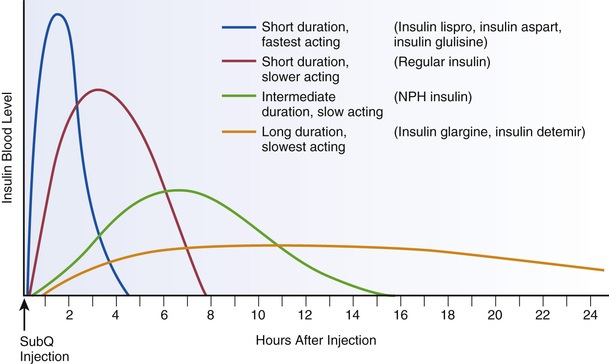 Insulin Blood Level
Short duration,
fastest acting
(Insulin lispro, insulin aspart,
insulin glulisine)
Short duration,
slower acting
(Regular insulin)
Intermediate
duration, slow acting
(NPH insulin)
Long duration,
slowest acting
(Insulin glargine, insulin detemir)
2 4 6 8 10 12 14 16 18 20 22 24
SubQ
Injection
Hours After Injection